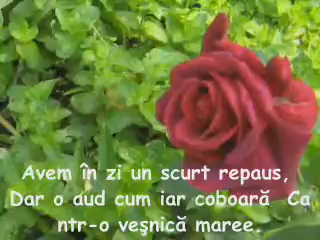 Avem în zi un scurt repaus,
Dar o aud cum iar coboară  Ca
ntr-o veşnică maree.